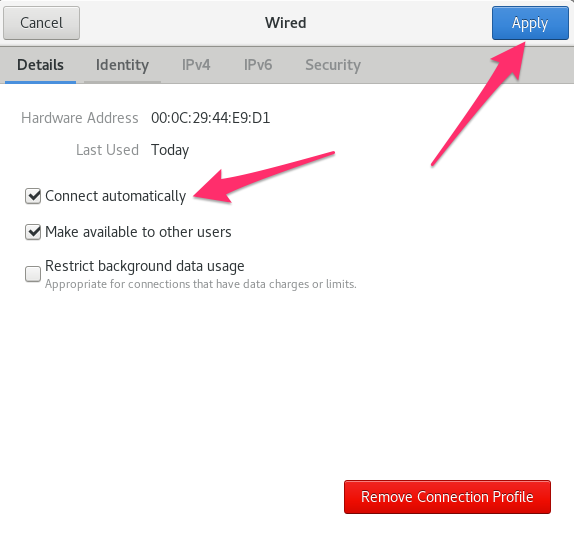 Cancel
Wired
Apply
Details Identity IPv4 IPv6 Security
Hardware Address 00:0C:29:44:E9:D1
Last Used Today
Connect automatically
Make available to other users
Restrict background data usage
Appropriate for connections that have data charges or limits.
Remove Connection Profile